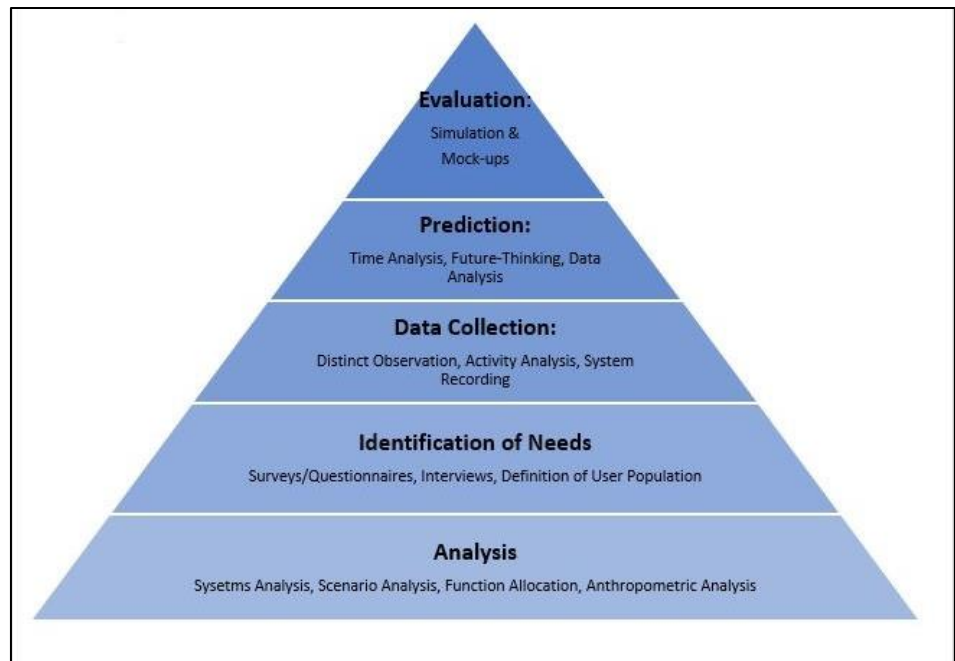 Evaluation:
Simulation &
Mock-ups
Prediction:
Time Analysis, Future-Thinking, Data
Analysis
Data Collection:
Distinct Observation, Activity Analysis, System
Recording
Identification of Needs
Surveys/Questionnaires, Interviews, Definition of User Population
Analysis
Sysetms Analysis, Scenario Analysis, Function Allocation, Anthropometric Analysis